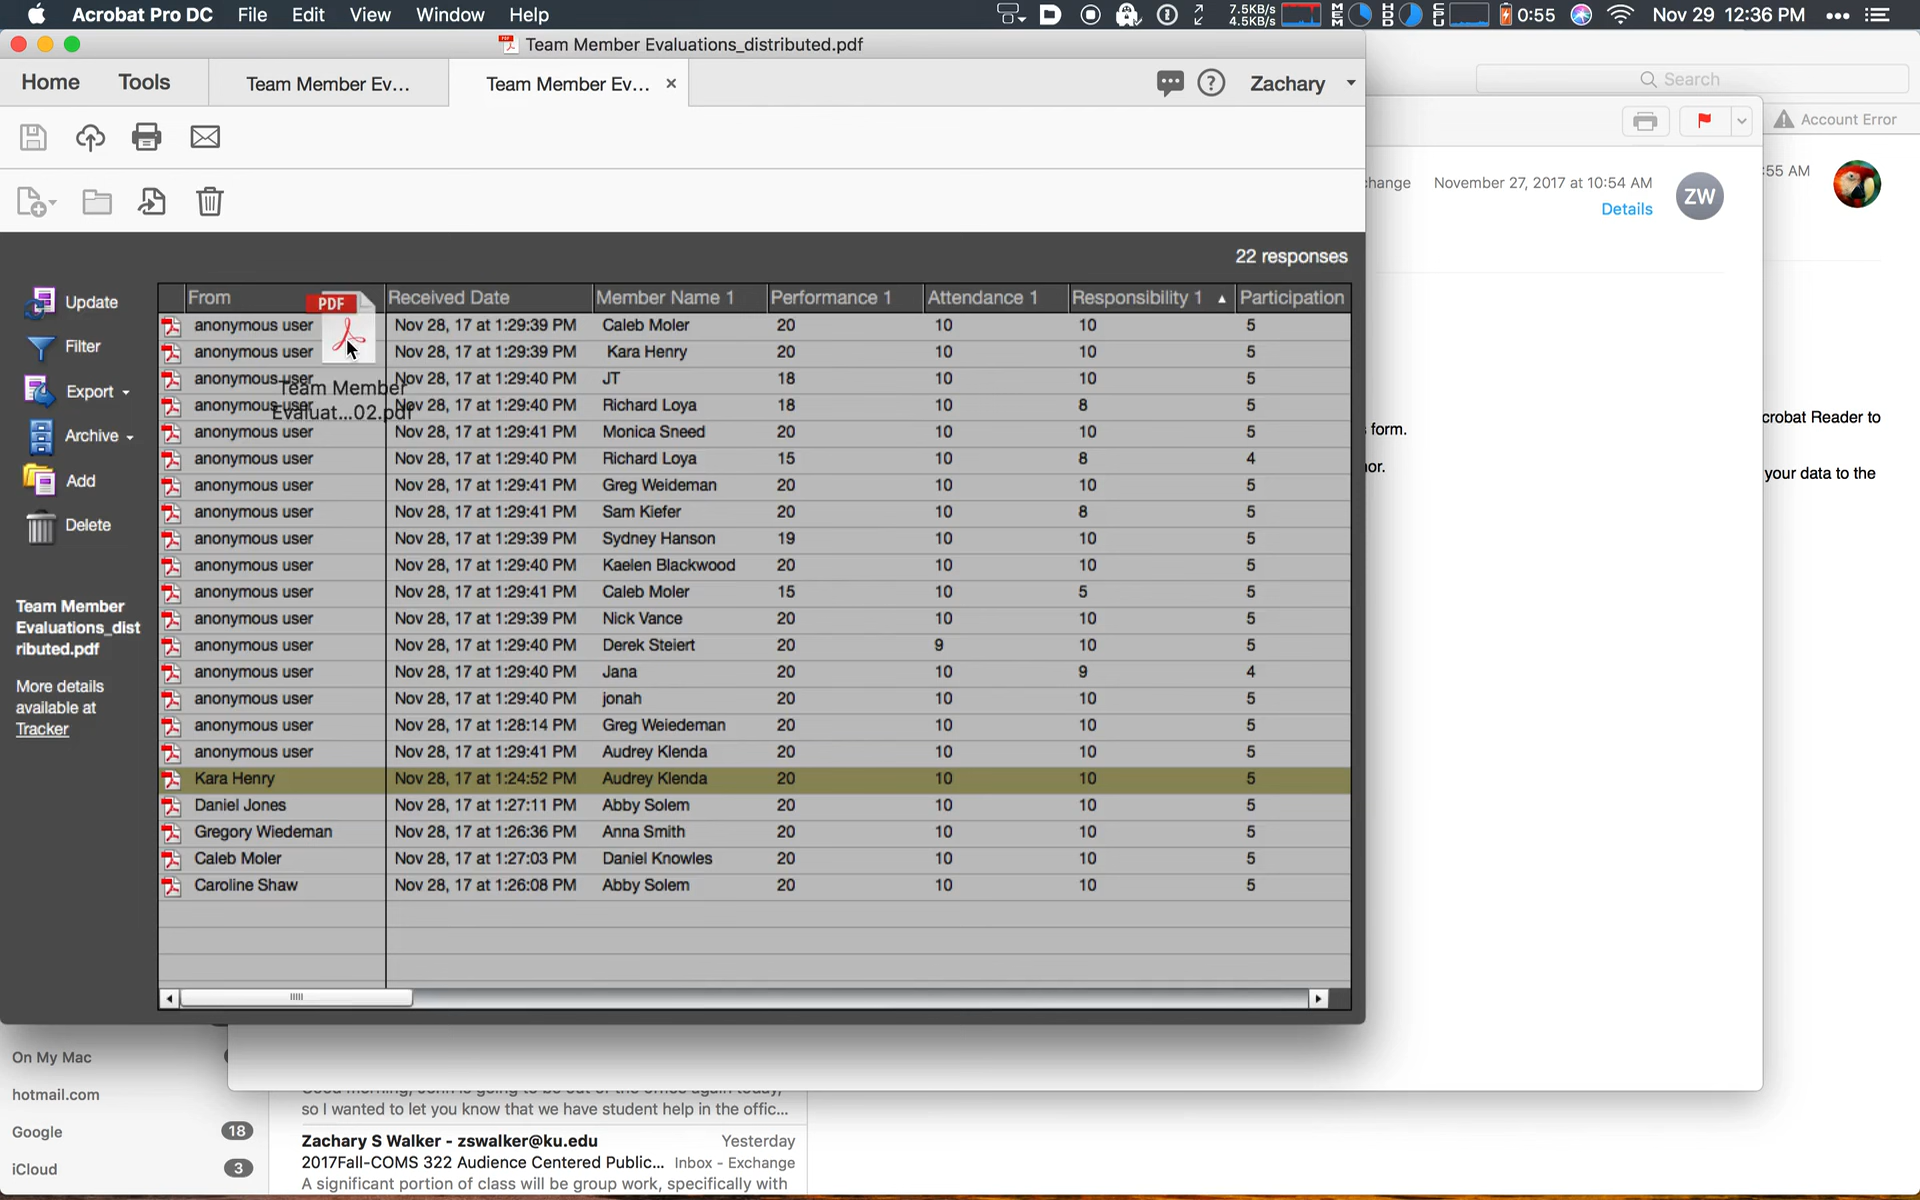 Acrobat Pro DC File Edit View Window Help
7.5KB/s
4.5KB/s
0:55 Nov 29 12:36 PM
Team Member Evaluations_distributed.pdf
Home Tools Team Member Ev... Team Member Ev... Zachary
Search
Account Error
change November 27, 2017 at 10:54 AM ZW
Details
:55 AM
22 responses
Update
Filter
Export
Archive
Add
Delete
Team Member
Evaluations_dist
ributed.pdf
More details
available at
Tracker
From Received Date Member Name 1 Performance 1 Attendance 1 Responsibility 1 Participation
anonymous user Nov 28, 17 at 1:29:39 PM Caleb Moler 20 10 10 5
anonymous user Nov 28, 17 at 1:29:39 PM Kara Henry 20 10 10 5
anonymous user Nov 28, 17 at 1:29:40 PM JT 18 10 10 5
anonymous user Nov 28, 17 at 1:29:40 PM Richard Loya 18 10 8 5
anonymous user Nov 28, 17 at 1:29:41 PM Monica Sneed 20 10 10 5
anonymous user Nov 28, 17 at 1:29:40 PM Richard Loya 15 10 8 4
anonymous user Nov 28, 17 at 1:29:41 PM Greg Weideman 20 10 10 5
anonymous user Nov 28, 17 at 1:29:41 PM Sam Kiefer 20 10 8 5
anonymous user Nov 28, 17 at 1:29:39 PM Sydney Hanson 19 10 10 5
anonymous user Nov 28, 17 at 1:29:40 PM Kaelen Blackwood 20 10 10 5
anonymous user Nov 28, 17 at 1:29:41 PM Caleb Moler 15 10 5 5
anonymous user Nov 28, 17 at 1:29:39 PM Nick Vance 20 10 10 5
anonymous user Nov 28, 17 at 1:29:40 PM Derek Steiert 20 9 10 5
anonymous user Nov 28, 17 at 1:29:40 PM Jana 20 10 9 4
anonymous user Nov 28, 17 at 1:29:40 PM jonah 20 10 10 5
anonymous user Nov 28, 17 at 1:28:14 PM Greg Weiedeman 20 10 10 5
anonymous user Nov 28, 17 at 1:29:41 PM Audrey Klenda 20 10 10 5
Kara Henry Nov 28, 17 at 1:24:52 PM Audrey Klenda 20 10 10 5
Daniel Jones Nov 28, 17 at 1:27:11 PM Abby Solem 20 10 10 5
Gregory Wiedeman Nov 28, 17 at 1:26:36 PM Anna Smith 20 10 10 5
Caleb Moler Nov 28, 17 at 1:27:03 PM Daniel Knowles 20 10 10 5
Caroline Shaw Nov 28, 17 at 1:26:08 PM Abby Solem 20 10 10 5
PDF
Team Member
Evaluat...02.pdf
form.
or.
crobat Reader to
your data to the
On My Mac
hotmail.com
Google 18
iCloud 3
so I wanted to let you know that we have student help in the offic...
Zachary S Walker - zswalker@ku.edu Yesterday
2017Fall-COMS 322 Audience Centered Public... Inbox - Exchange
A significant portion of class will be group work, specifically with